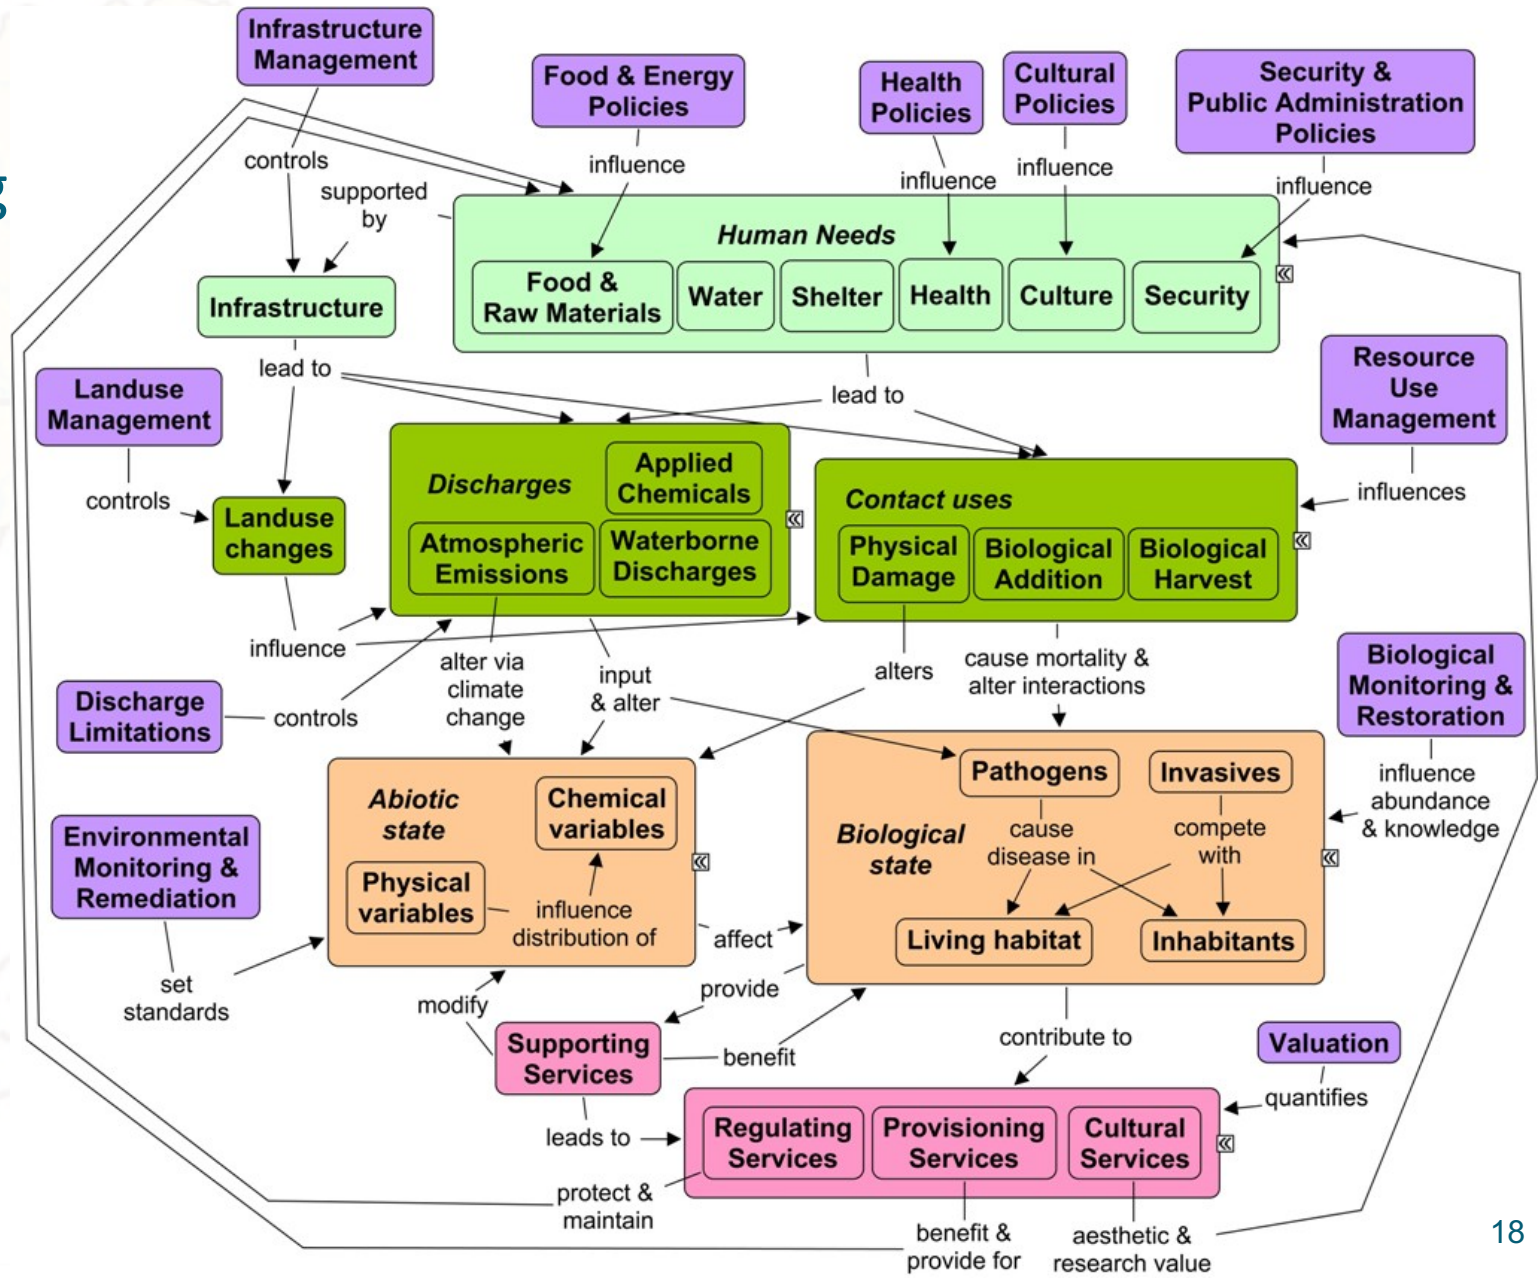 Infrastructure
Management
Food & Energy
Policies
Health
Policies
Cultural
Policies
Security &
Public Administration
Policies
controls
influence
influence
influence
influence
g
supported
by
Human Needs
Food &
Raw Materials
Water
Shelter
Health
Culture
Security
Infrastructure
lead to
lead to
Landuse
Management
Resource
Use
Management
controls
influences
Landuse
changes
Discharges
Applied
Chemicals
Atmospheric
Emissions
Waterborne
Discharges
Contact uses
Physical
Damage
Biological
Addition
Biological
Harvest
influence
alter via
climate
change
input
& alter
alters
cause mortality &
alter interactions
Biological
Monitoring &
Restoration
Discharge
Limitations
controls
influence
abundance
& knowledge
Abiotic
state
Chemical
variables
Physical
variables
influence
distribution of
Biological
state
Pathogens
Invasives
cause
disease in
compete
with
Living habitat
Inhabitants
Environmental
Monitoring &
Remediation
set
standards
affect
provide
modify
Supporting
Services
benefit
contribute to
Valuation
quantifies
leads to
Regulating
Services
Provisioning
Services
Cultural
Services
protect &
maintain
benefit &
provide for
aesthetic &
research value
18